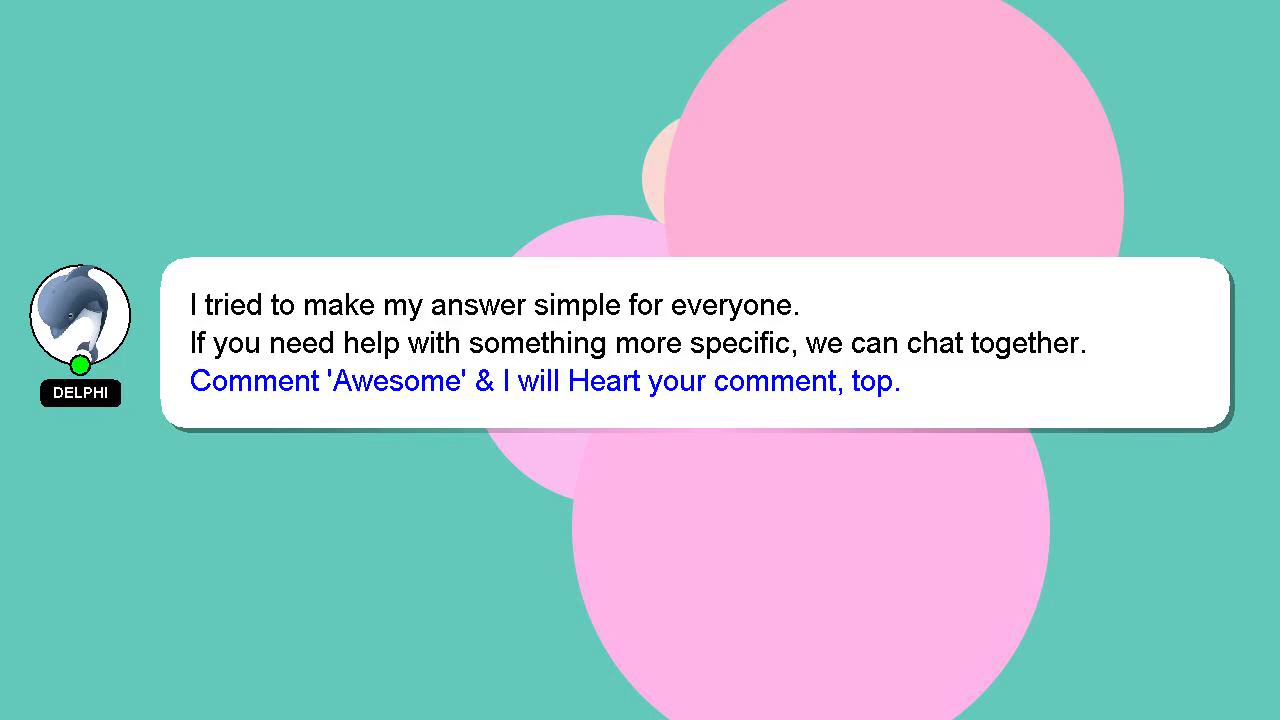 I tried to make my answer simple for everyone.
If you need help with something more specific, we can chat together.
Comment 'Awesome' & I will Heart your comment, top.
DELPHI